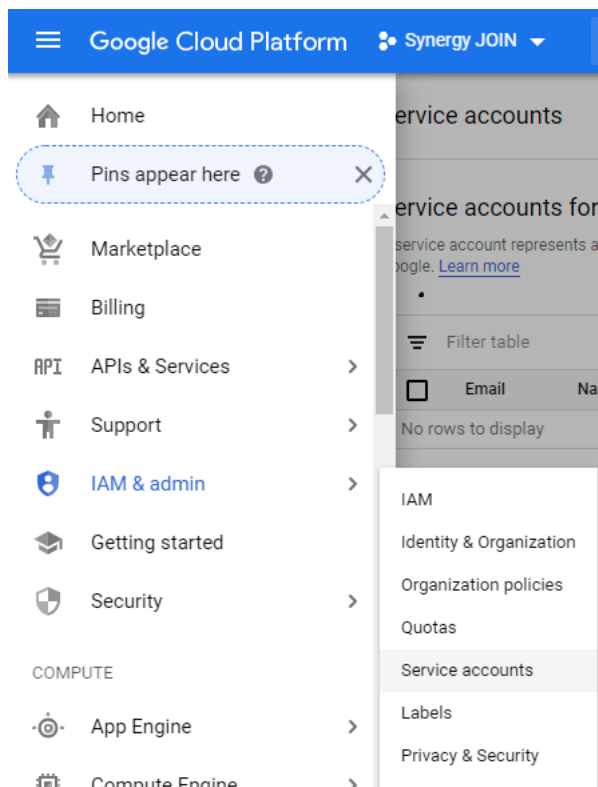 Google Cloud Platform
Synergy JOIN
Home
Pins appear here
Marketplace
Billing
API
APIs & Services
Support
IAM & admin
Getting started
Security
COMPUTE
App Engine
Compute Engine
ervice accounts
ervice accounts for
service account represents a
oogle. Learn more
Filter table
Email Na
No rows to display
IAM
Identity & Organization
Organization policies
Quotas
Service accounts
Labels
Privacy & Security